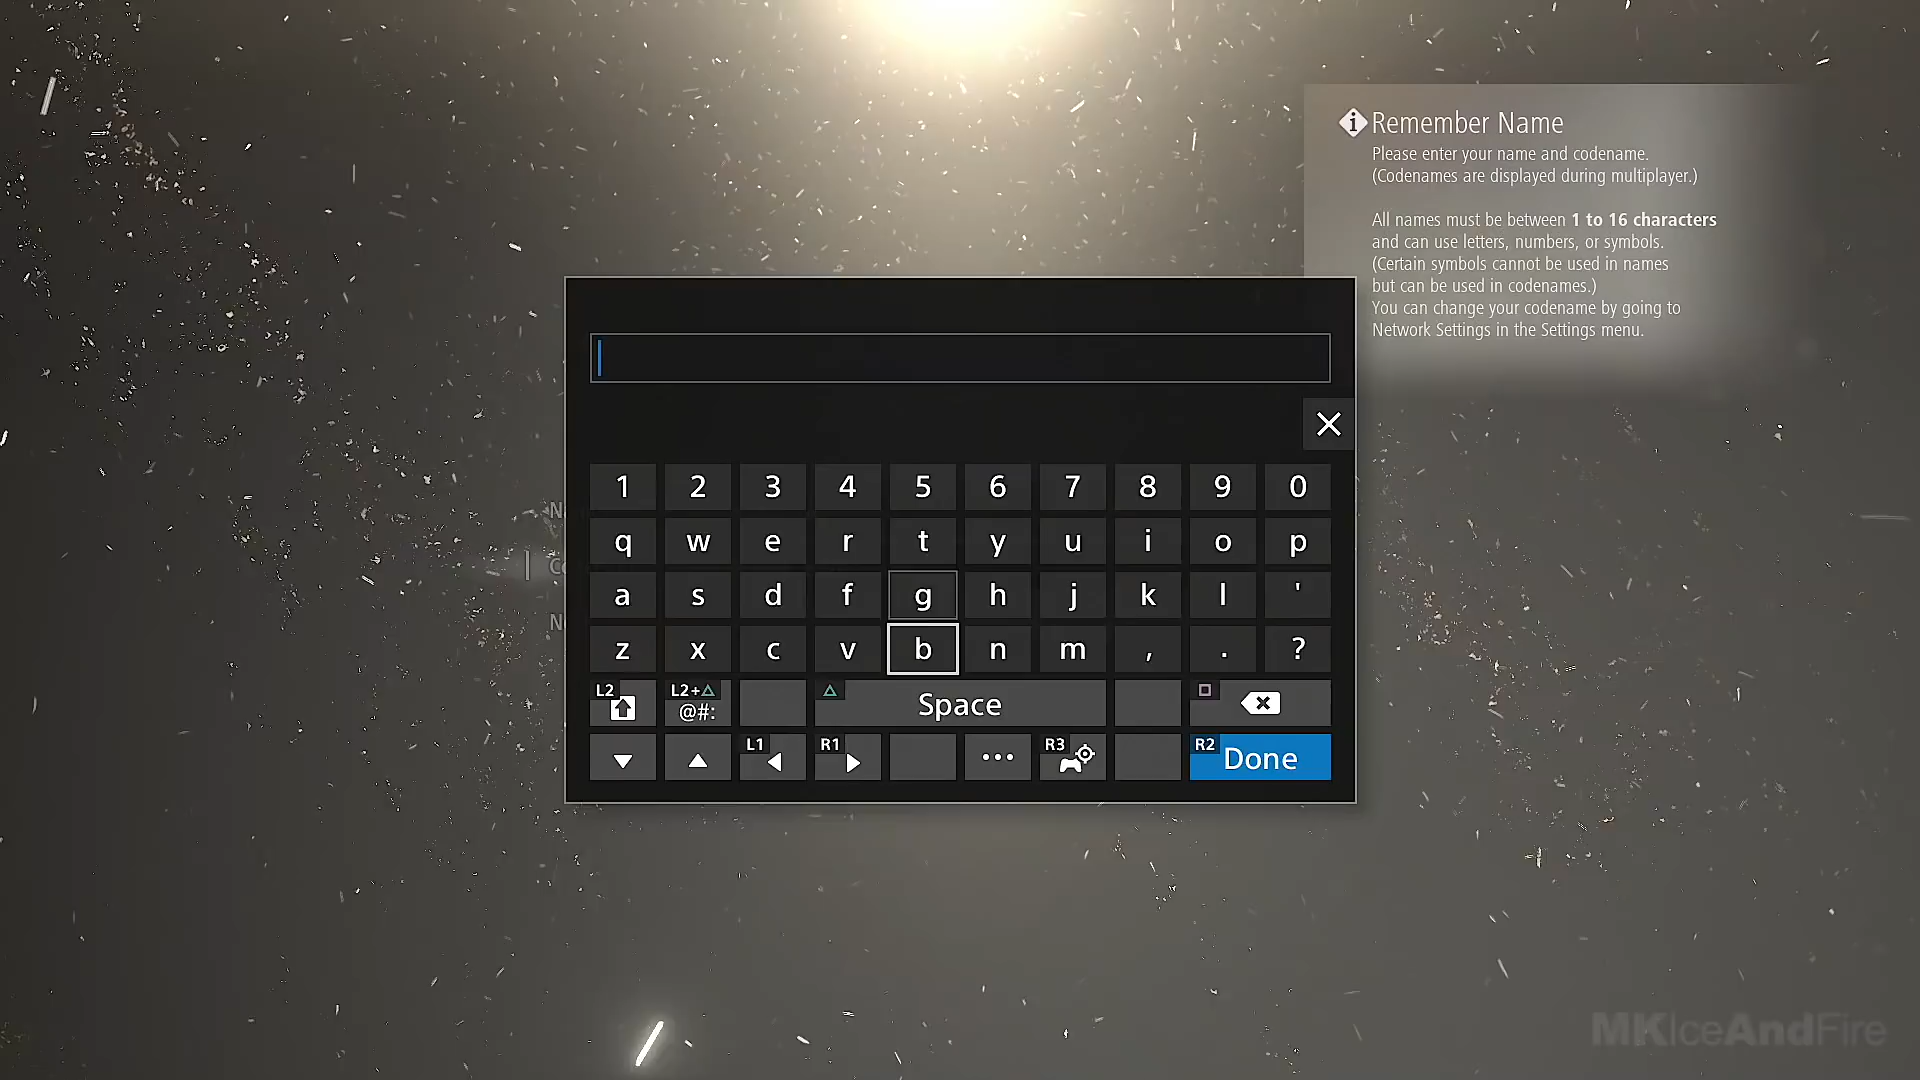 Remember Name
Please enter your name and codename.
(Codenames are displayed during multiplayer.)
All names must be between 1 to 16 characters
and can use letters, numbers, or symbols.
(Certain symbols cannot be used in names
but can be used in codenames.)
You can change your codename by going to
Network Settings in the Settings menu.
1 2 3 4 5 6 7 8 9 0
q w e r t y u i o p
a s d f g h j k l '
z x c v b n m , . ?
L2 L2+△ @#: △ Space □
L1 R1 ... R3 R2 Done
MKIceAndFire